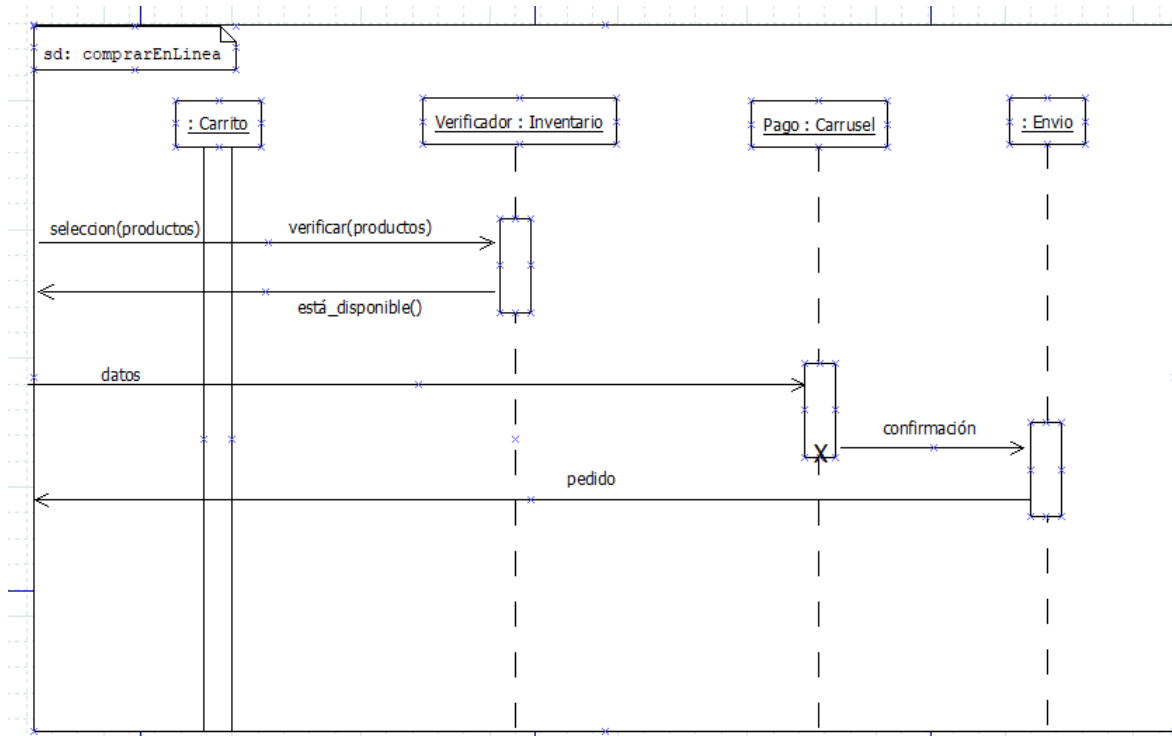 sd: comprarEnLinea
: Carrito
Verificador : Inventario
Pago : Carrusel
: Envio
seleccion(productos)
verificar(productos)
está_disponible()
datos
confirmación
X
pedido